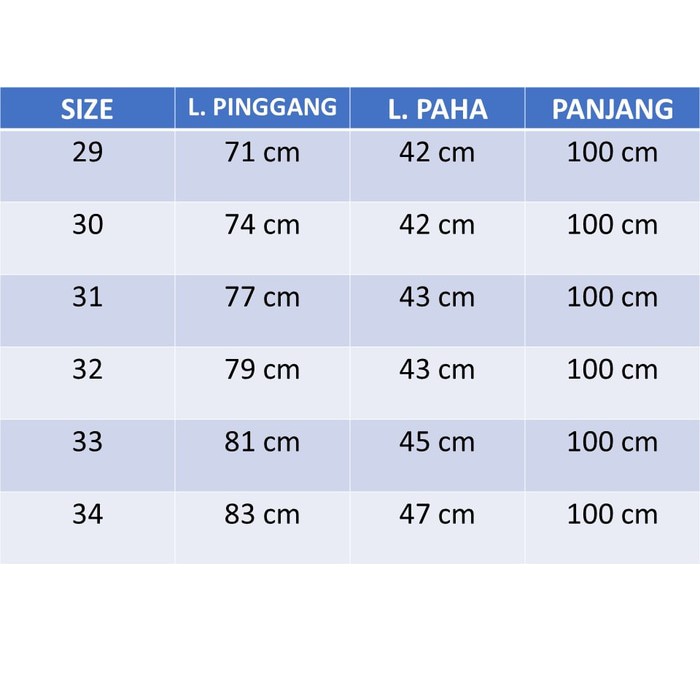 SIZE L. PINGGANG L. PAHA PANJANG
29 71 cm 42 cm 100 cm
30 74 cm 42 cm 100 cm
31 77 cm 43 cm 100 cm
32 79 cm 43 cm 100 cm
33 81 cm 45 cm 100 cm
34 83 cm 47 cm 100 cm